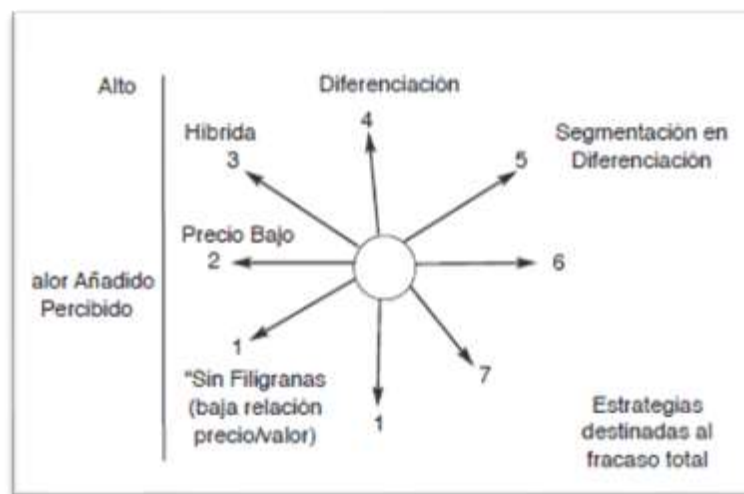 Alto
Diferenciación
4
Híbrida
3
5
Segmentación en
Diferenciación
Precio Bajo
2
6
alor Añadido
Percibido
1
7
"Sin Filigranas
(baja relación
precio/valor)
1
Estrategias
destinadas al
fracaso total